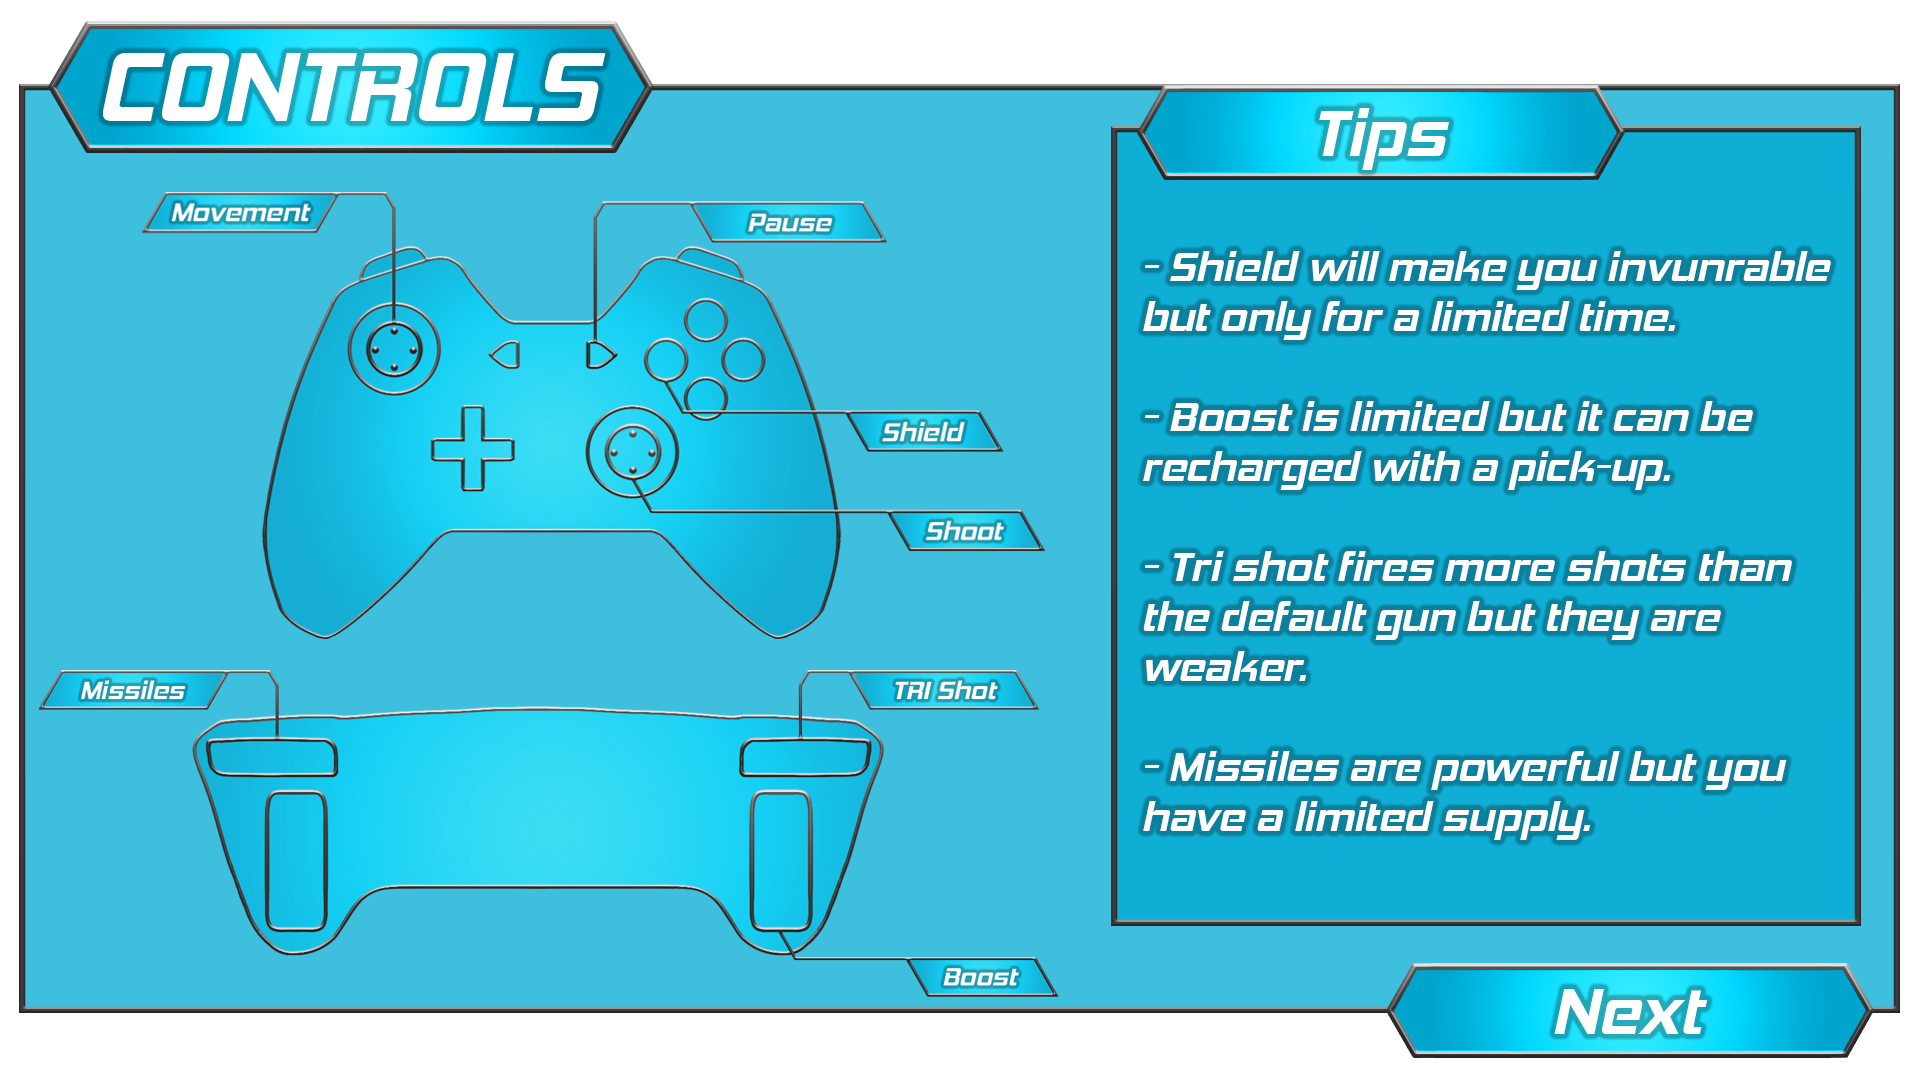 CONTROLS
Movement
Pause
Shield
Shoot
Missiles
TRI Shot
Boost
Tips
- Shield will make you invunrable
but only for a limited time.
- Boost is limited but it can be
recharged with a pick-up.
- Tri shot fires more shots than
the default gun but they are
weaker.
- Missiles are powerful but you
have a limited supply.
Next